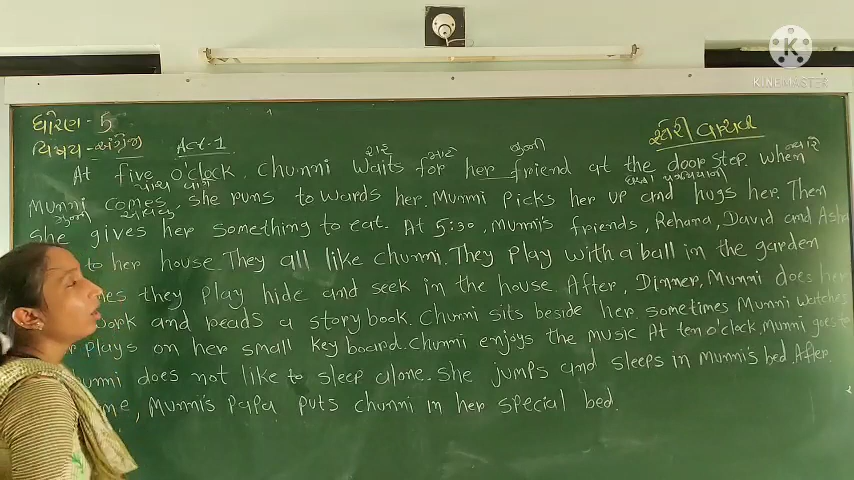 KINEMASTER
ધોરણ - 5
સ્ટોરી વાચન
વિષય - અંગ્રેજી Act-1
At five o'clock, Chunni waits for her friend at the door step. When
Munni comes, she runs to wards her. Munni picks her up and hugs her. Then
she gives her something to eat. At 5:30, Munni's friends, Rehana, David and Asha
to her house. They all like chunni. They play with a ball in the garden
they play hide and seek in the house. After, Dinner, Munni does her
work and reads a story book. Chunni sits beside her. sometimes Munni watches
plays on her small key board. Chunni enjoys the music At ten o'clock, Munni goes to
does not like to sleep alone. She jumps and sleeps in Munni's bed. After
, Munni's Papa puts chunni in her special bed.